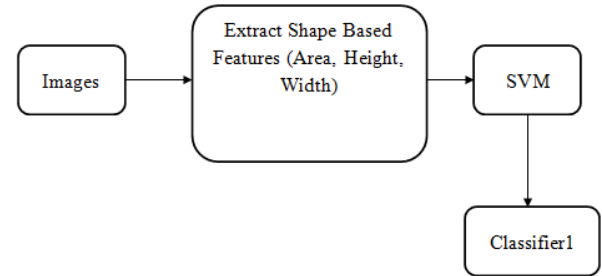 Images
Extract Shape Based
Features (Area, Height,
Width)
SVM
Classifier1